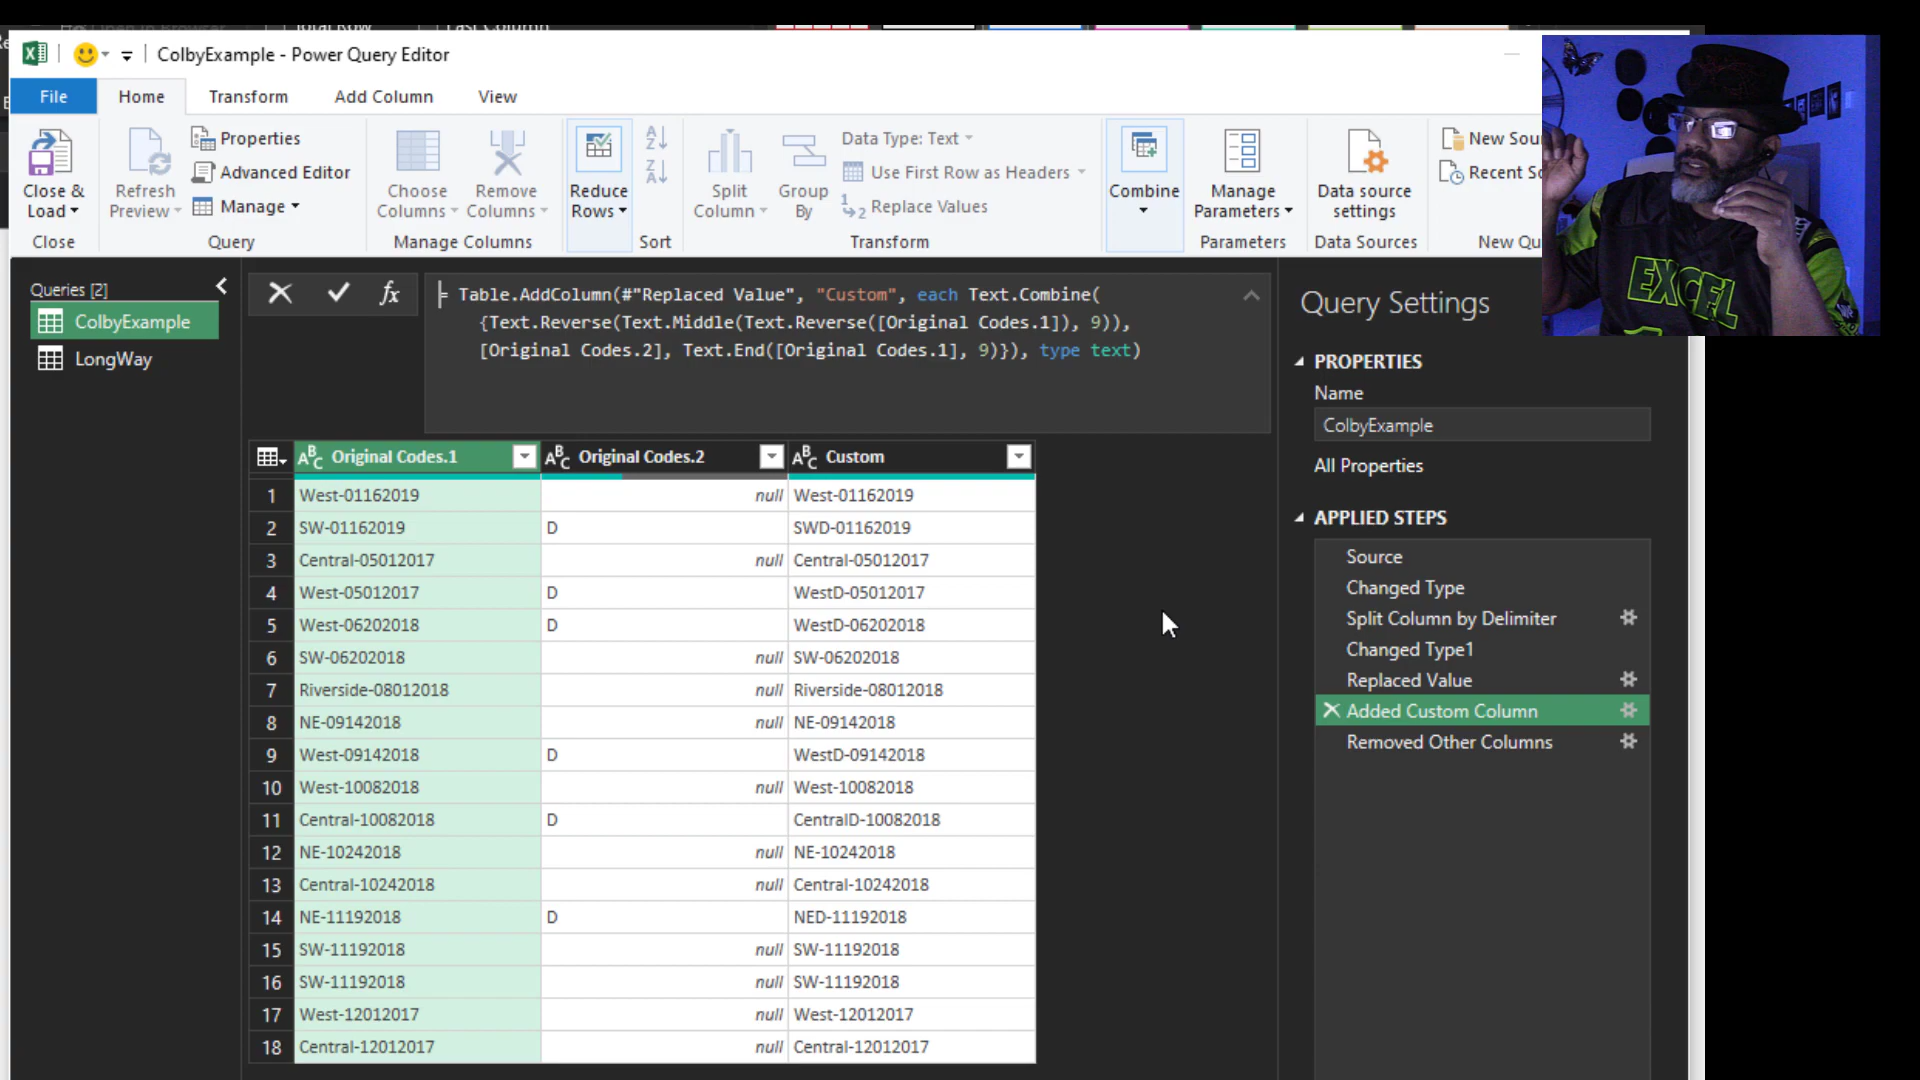 ColbyExample - Power Query Editor
File Home Transform Add Column View
Close & Load
Refresh Preview
Properties
Advanced Editor
Manage
Choose Columns
Remove Columns
Reduce Rows
Split Column
Group By
Data Type: Text
Use First Row as Headers
Replace Values
Combine
Manage Parameters
Data source settings
New Sou
Recent So
Close Query Manage Columns Sort Transform Parameters Data Sources New Qu
Queries [2]
ColbyExample
LongWay
= Table.AddColumn(#"Replaced Value", "Custom", each Text.Combine(
{Text.Reverse(Text.Middle(Text.Reverse([Original Codes.1]), 9)),
[Original Codes.2], Text.End([Original Codes.1], 9)}), type text)
Original Codes.1 Original Codes.2 Custom
1 West-01162019 null West-01162019
2 SW-01162019 D SWD-01162019
3 Central-05012017 null Central-05012017
4 West-05012017 D WestD-05012017
5 West-06202018 D WestD-06202018
6 SW-06202018 null SW-06202018
7 Riverside-08012018 null Riverside-08012018
8 NE-09142018 null NE-09142018
9 West-09142018 D WestD-09142018
10 West-10082018 null West-10082018
11 Central-10082018 D CentralD-10082018
12 NE-10242018 null NE-10242018
13 Central-10242018 null Central-10242018
14 NE-11192018 D NED-11192018
15 SW-11192018 null SW-11192018
16 SW-11192018 null SW-11192018
17 West-12012017 null West-12012017
18 Central-12012017 null Central-12012017
Query Settings
PROPERTIES
Name
ColbyExample
All Properties
APPLIED STEPS
Source
Changed Type
Split Column by Delimiter
Changed Type1
Replaced Value
Added Custom Column
Removed Other Columns
EXCEL